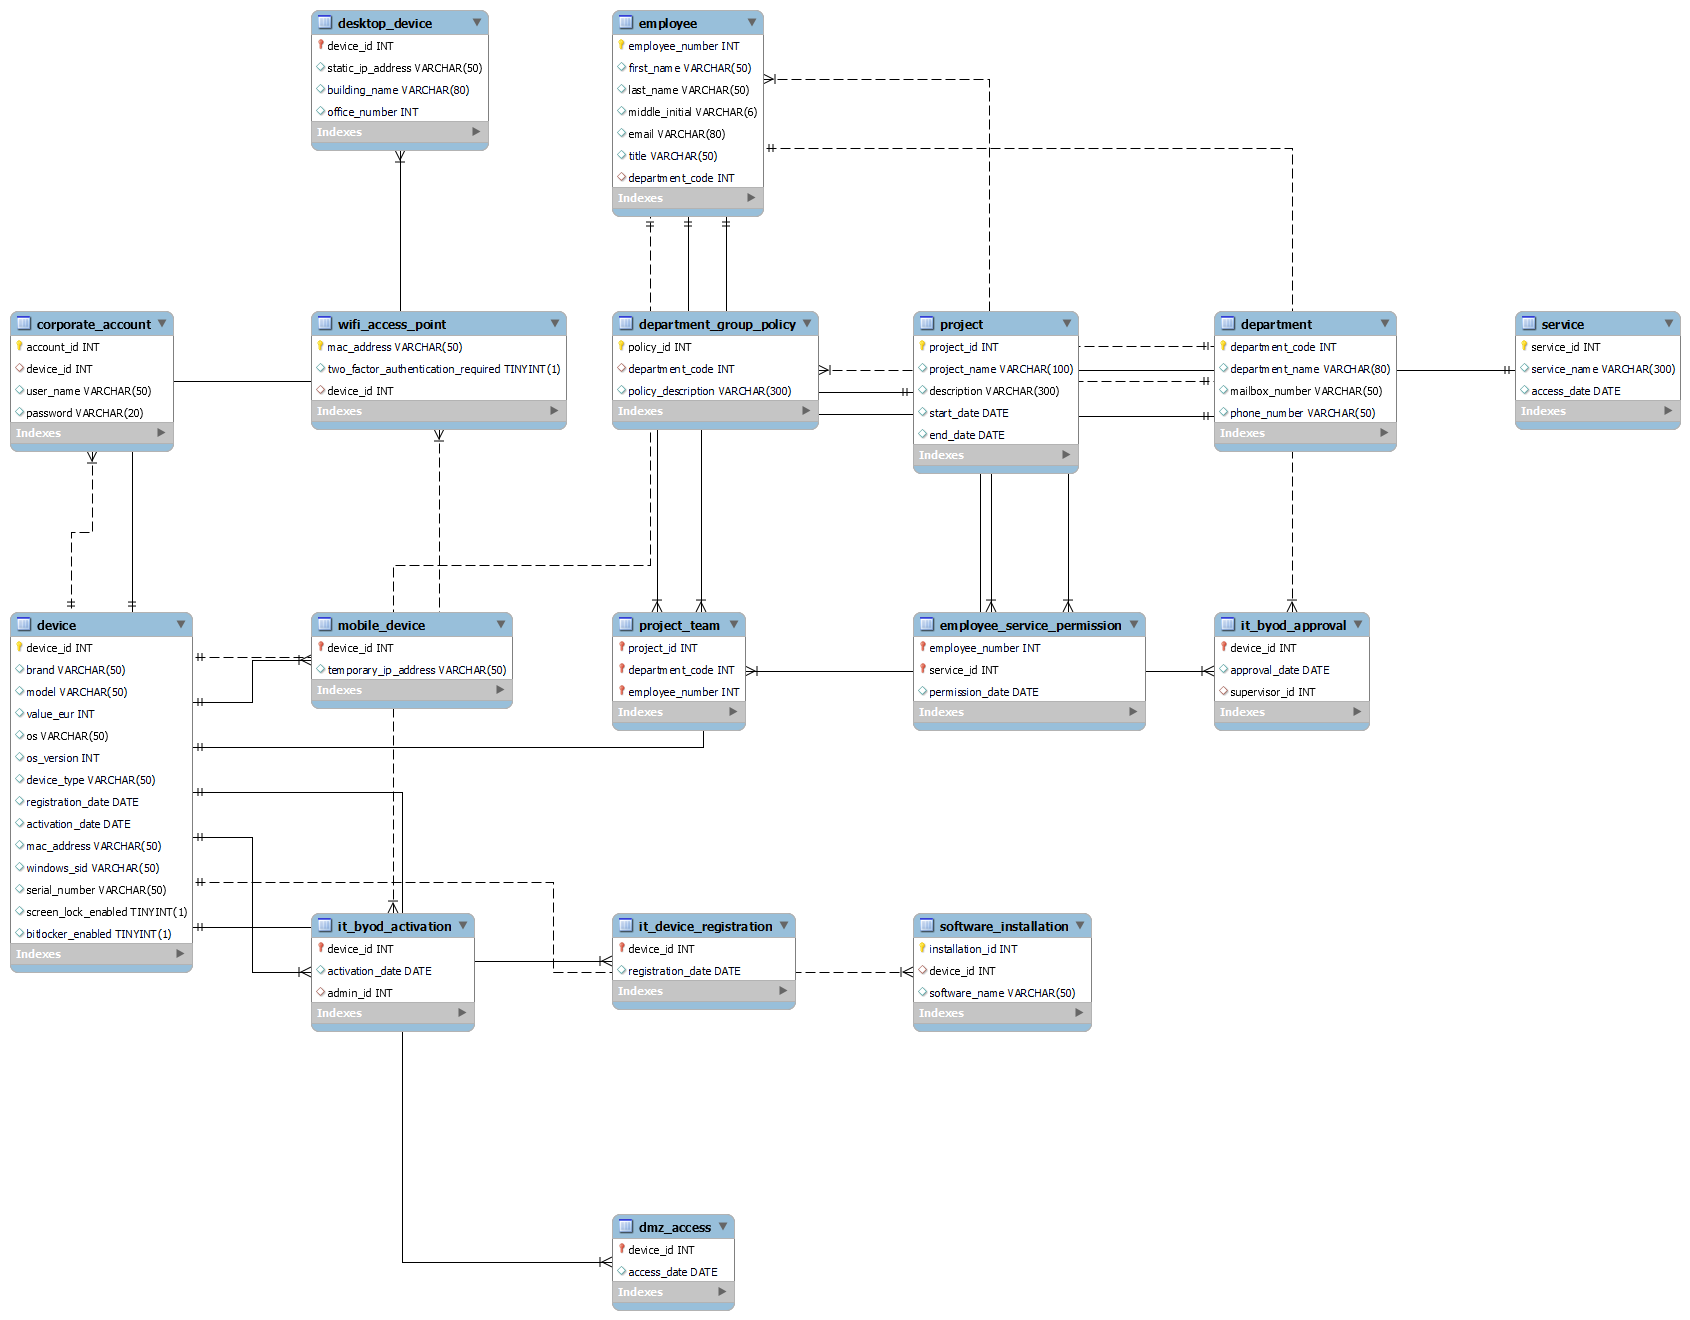 desktop_device
device_id INT
static_ip_address VARCHAR(50)
building_name VARCHAR(80)
office_number INT
Indexes
employee
employee_number INT
first_name VARCHAR(50)
last_name VARCHAR(50)
middle_initial VARCHAR(6)
email VARCHAR(80)
title VARCHAR(50)
department_code INT
Indexes
corporate_account
account_id INT
device_id INT
user_name VARCHAR(50)
password VARCHAR(20)
Indexes
wifi_access_point
mac_address VARCHAR(50)
two_factor_authentication_required TINYINT(1)
device_id INT
Indexes
department_group_policy
policy_id INT
department_code INT
policy_description VARCHAR(300)
Indexes
project
project_id INT
project_name VARCHAR(100)
description VARCHAR(300)
start_date DATE
end_date DATE
Indexes
department
department_code INT
department_name VARCHAR(80)
mailbox_number VARCHAR(50)
phone_number VARCHAR(50)
Indexes
service
service_id INT
service_name VARCHAR(300)
access_date DATE
Indexes
device
device_id INT
brand VARCHAR(50)
model VARCHAR(50)
value_eur INT
os VARCHAR(50)
os_version INT
device_type VARCHAR(50)
registration_date DATE
activation_date DATE
mac_address VARCHAR(50)
windows_sid VARCHAR(50)
serial_number VARCHAR(50)
screen_lock_enabled TINYINT(1)
bitlocker_enabled TINYINT(1)
Indexes
mobile_device
device_id INT
temporary_ip_address VARCHAR(50)
Indexes
project_team
project_id INT
department_code INT
employee_number INT
Indexes
employee_service_permission
employee_number INT
service_id INT
permission_date DATE
Indexes
it_byod_approval
device_id INT
approval_date DATE
supervisor_id INT
Indexes
it_byod_activation
device_id INT
activation_date DATE
admin_id INT
Indexes
it_device_registration
device_id INT
registration_date DATE
Indexes
software_installation
installation_id INT
device_id INT
software_name VARCHAR(50)
Indexes
dmz_access
device_id INT
access_date DATE
Indexes